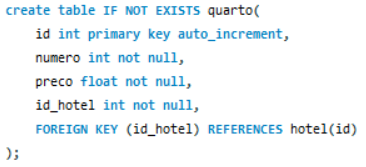 create table IF NOT EXISTS quarto(
    id int primary key auto_increment,
    numero int not null,
    preco float not null,
    id_hotel int not null,
    FOREIGN KEY (id_hotel) REFERENCES hotel(id)
);